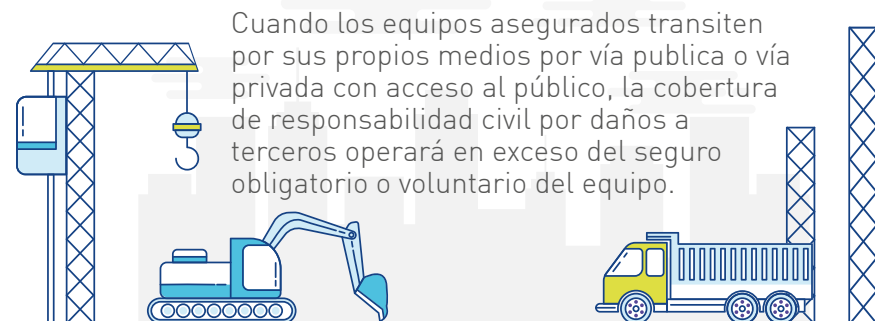 Cuando los equipos asegurados transiten
por sus propios medios por vía publica o vía
privada con acceso al público, la cobertura
de responsabilidad civil por daños a
terceros operará en exceso del seguro
obligatorio o voluntario del equipo.